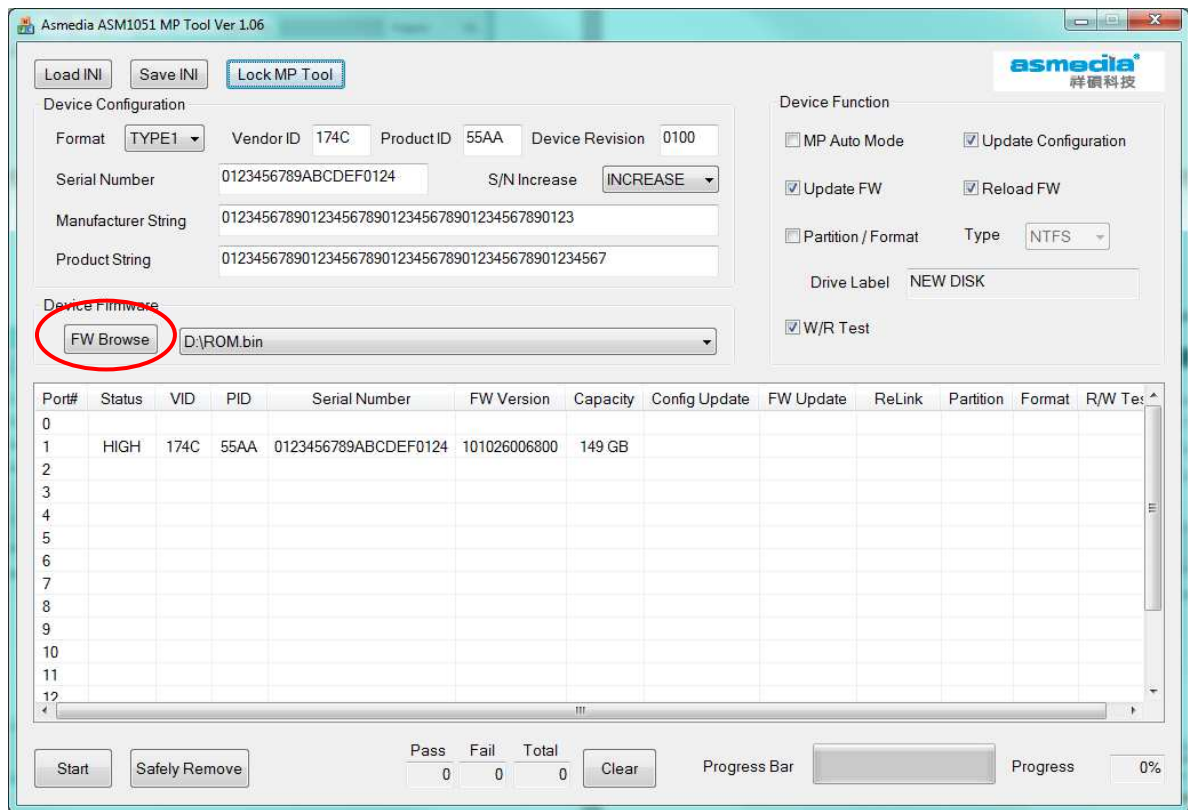 Asmedia ASM1051 MP Tool Ver 1.06
Load INI Save INI Lock MP Tool
asmedia
祥碩科技
Device Configuration
Format TYPE1 Vendor ID 174C Product ID 55AA Device Revision 0100
Serial Number 0123456789ABCDEF0124 S/N Increase INCREASE
Manufacturer String 01234567890123456789012345678901234567890123
Product String 012345678901234567890123456789012345678901234567
Device Function
MP Auto Mode Update Configuration
Update FW Reload FW
Partition / Format Type NTFS
Drive Label NEW DISK
W/R Test
Device Firmware
FW Browse D:\ROM.bin
Port# Status VID PID Serial Number FW Version Capacity Config Update FW Update ReLink Partition Format R/W Tes
0
1 HIGH 174C 55AA 0123456789ABCDEF0124 101026006800 149 GB
2
3
4
5
6
7
8
9
10
11
12
Start Safely Remove
Pass Fail Total
0 0 0
Clear Progress Bar Progress 0%